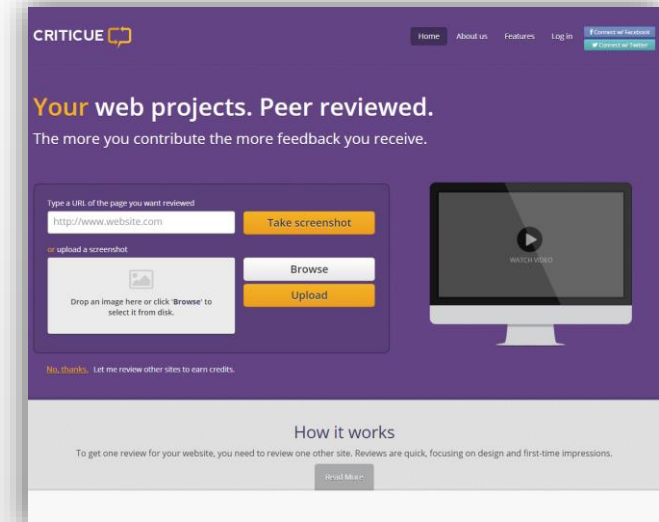 CRITICUE
Home About us Features Log in
Connect w/ Facebook
Connect w/ Twitter
Your web projects. Peer reviewed.
The more you contribute the more feedback you receive.
Type a URL of the page you want reviewed
http://www.website.com
Take screenshot
or upload a screenshot
Drop an image here or click 'Browse' to
select it from disk.
Browse
Upload
WATCH VIDEO
No, thanks. Let me review other sites to earn credits.
How it works
To get one review for your website, you need to review one other site. Reviews are quick, focusing on design and first-time impressions.
Read More